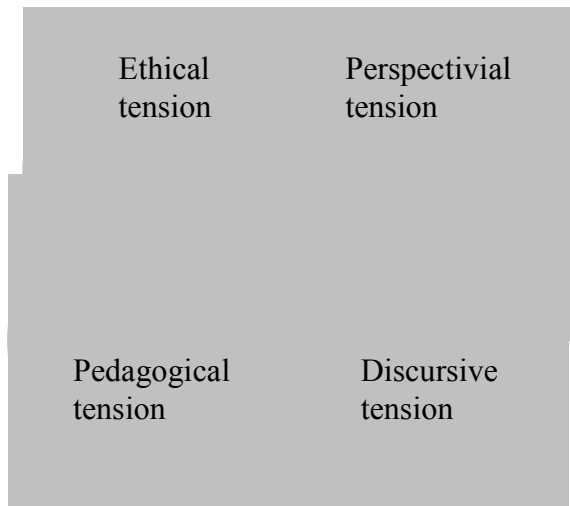 Ethical
tension
Perspectivial
tension
Pedagogical
tension
Discursive
tension